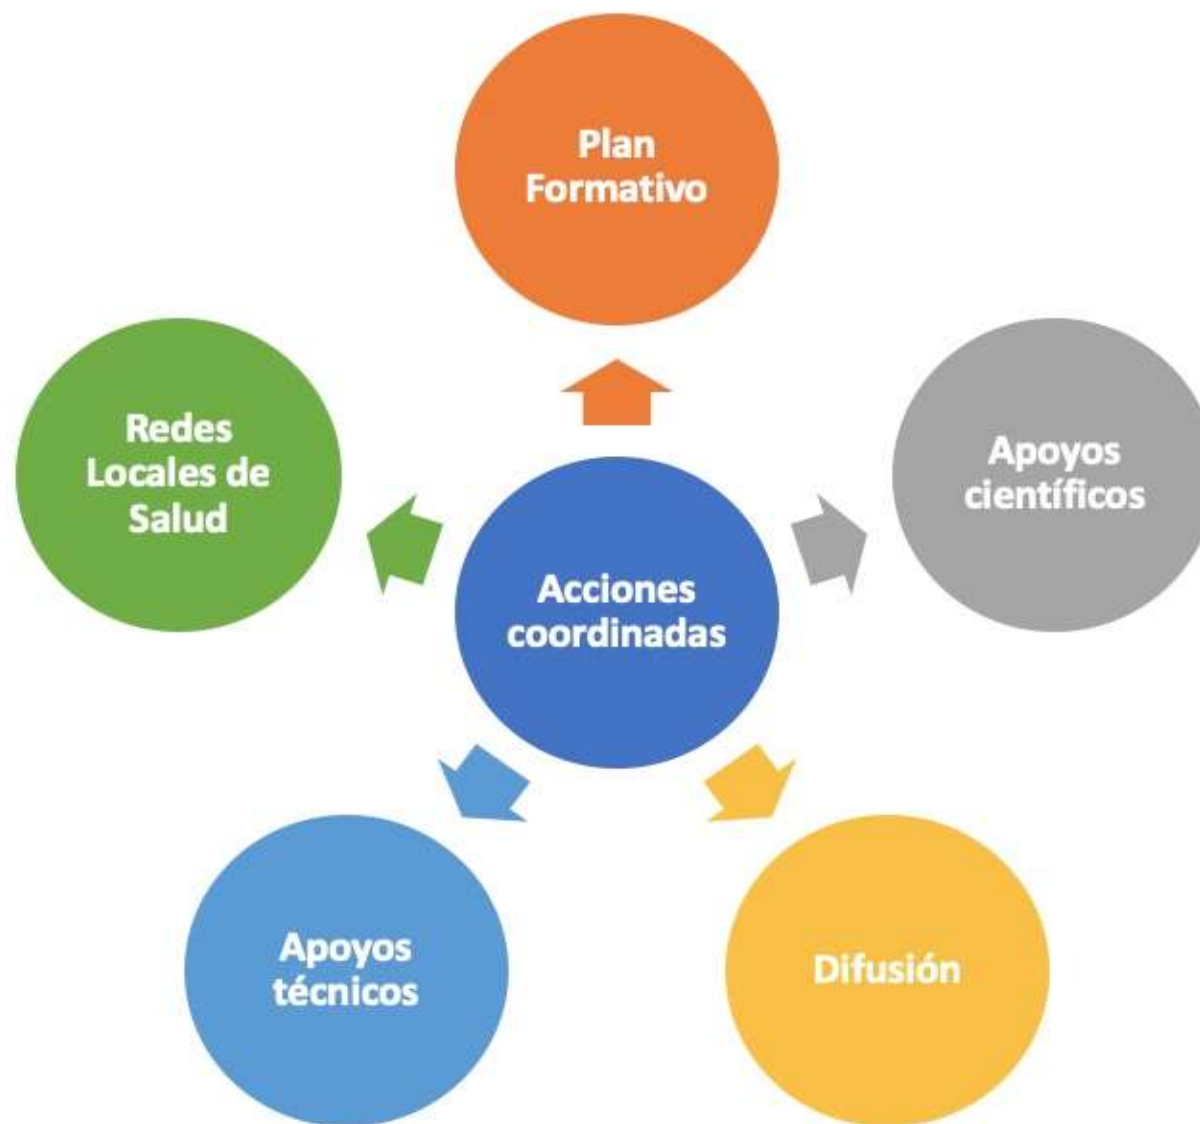 Plan
Formativo
Redes
Locales de
Salud
Apoyos
científicos
Acciones
coordinadas
Apoyos
técnicos
Difusión